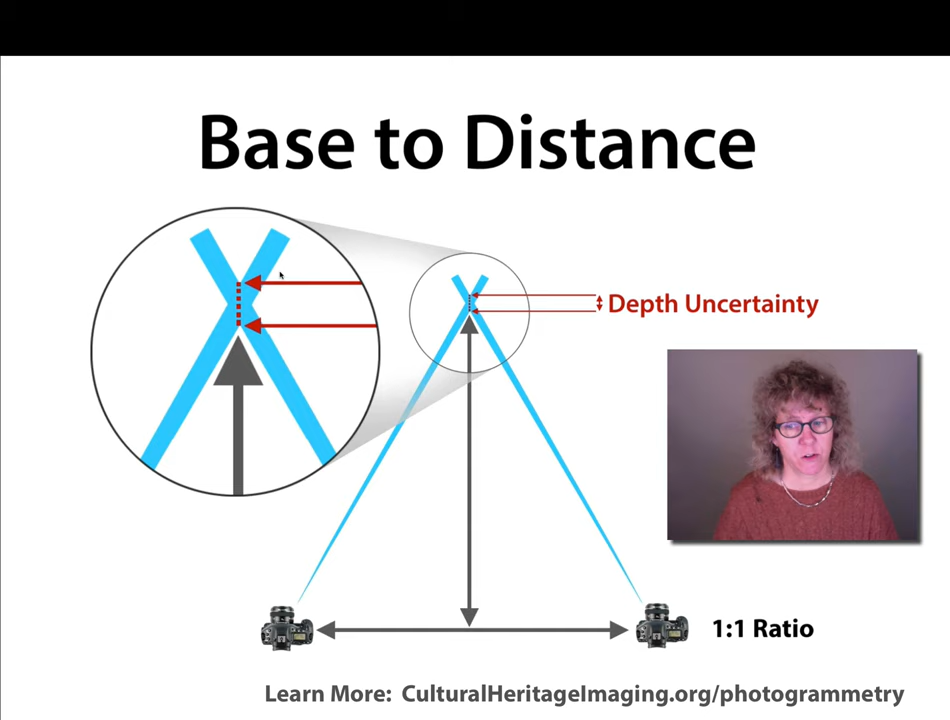 Base to Distance
Depth Uncertainty
1:1 Ratio
Learn More: CulturalHeritageImaging.org/photogrammetry